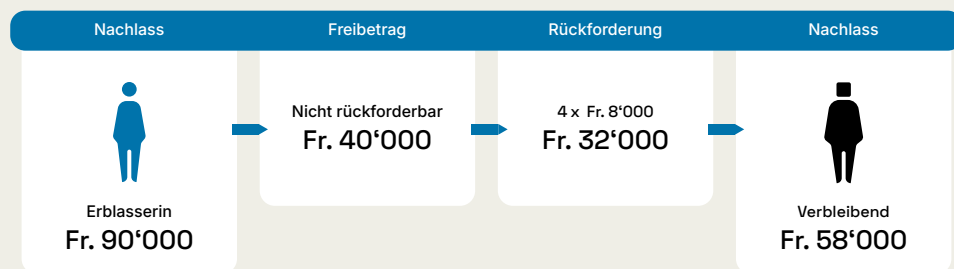 Nachlass
Freibetrag
Rückforderung
Nachlass
Erblasserin
Fr. 90‘000
Nicht rückforderbar
Fr. 40‘000
4 x Fr. 8‘000
Fr. 32‘000
Verbleibend
Fr. 58‘000